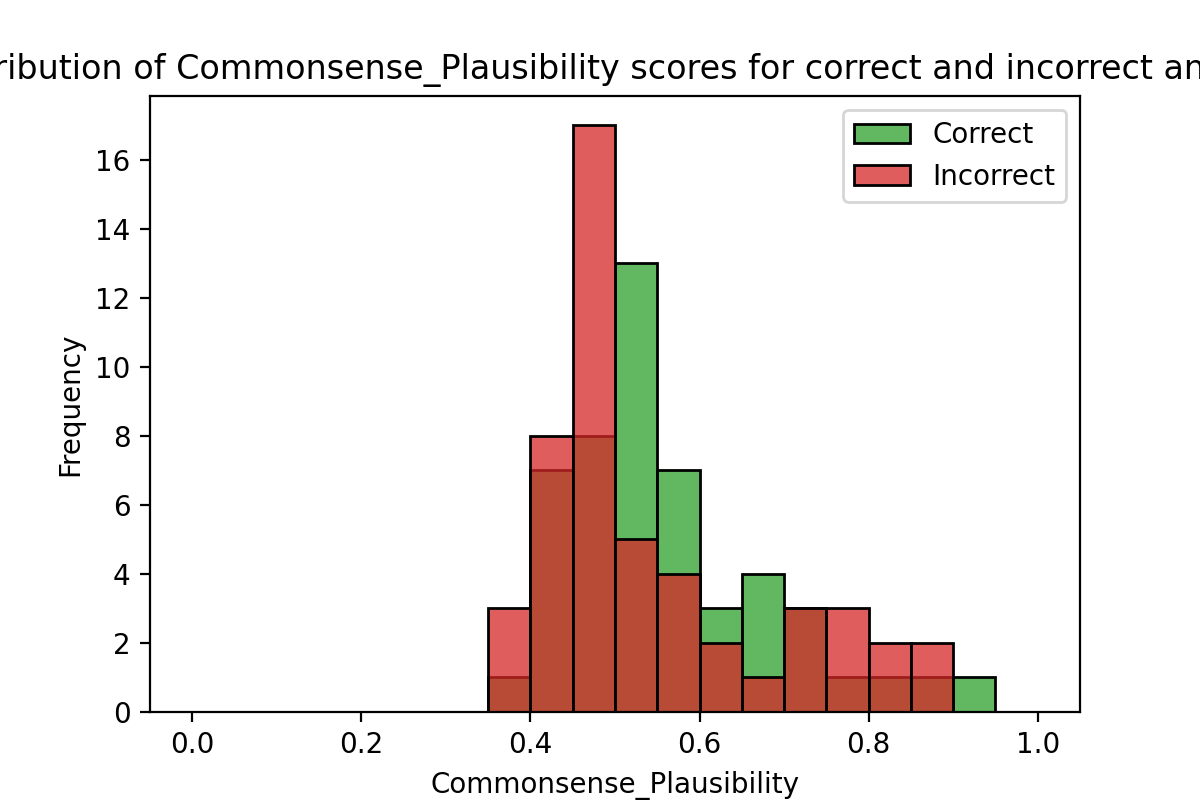 ribution of Commonsense_Plausibility scores for correct and incorrect an
Correct
Incorrect
Frequency
16
14
12
10
8
6
4
2
0
0.0 0.2 0.4 0.6 0.8 1.0
Commonsense_Plausibility